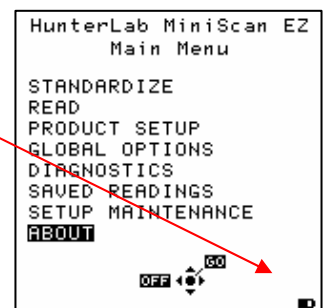 HunterLab MiniScan EZ
Main Menu
STANDARDIZE
READ
PRODUCT SETUP
GLOBAL OPTIONS
DIAGNOSTICS
SAVED READINGS
SETUP MAINTENANCE
ABOUT
GO
OFF